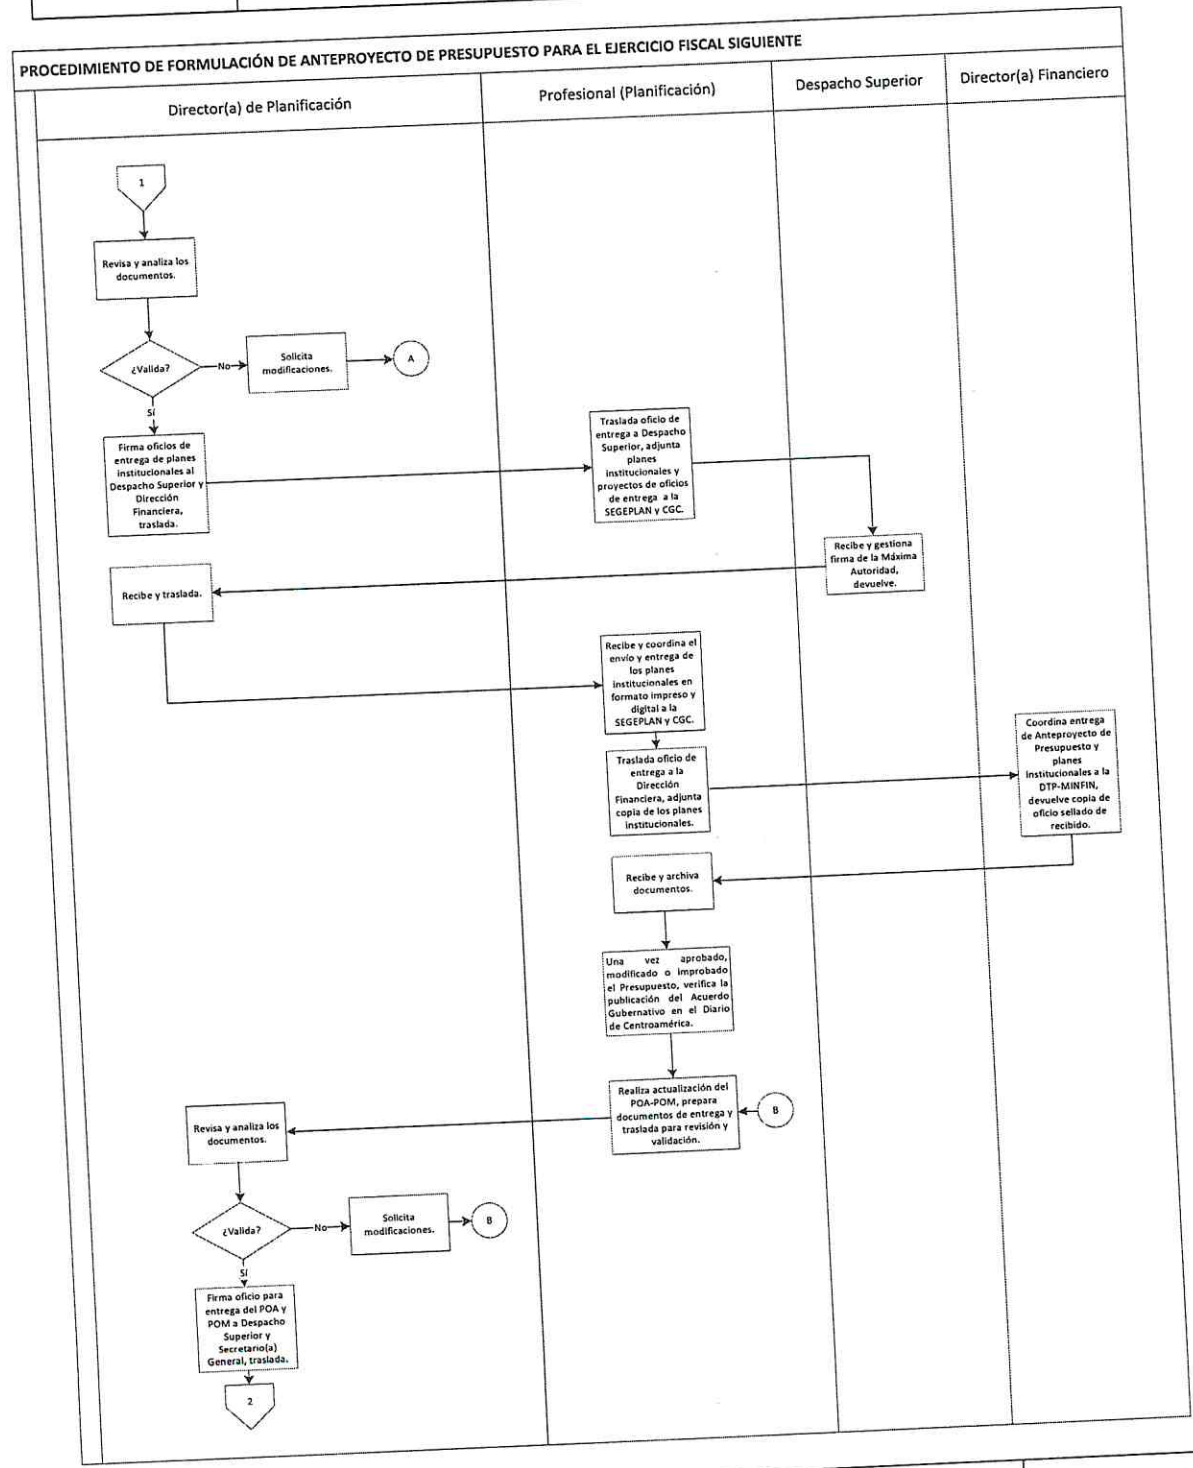 PROCEDIMIENTO DE FORMULACIÓN DE ANTEPROYECTO DE PRESUPUESTO PARA EL EJERCICIO FISCAL SIGUIENTE
Director(a) de Planificación
Profesional (Planificación)
Despacho Superior
Director(a) Financiero
1
Revisa y analiza los
documentos.
¿Valida?
No
Solicita
modificaciones.
A
Sí
Firma oficios de
entrega de planes
institucionales al
Despacho Superior y
Dirección
Financiera,
traslada.
Traslada oficio de
entrega a Despacho
Superior, adjunta
planes
institucionales y
proyectos de oficios
de entrega a la
SEGEPLAN y CGC.
Recibe y gestiona
firma de la Máxima
Autoridad,
devuelve.
Recibe y traslada.
Recibe y coordina el
envío y entrega de
los planes
institucionales en
formato impreso y
digital a la
SEGEPLAN y CGC.
Traslada oficio de
entrega a la
Dirección
Financiera, adjunta
copia de los planes
institucionales.
Coordina entrega
de Anteproyecto de
Presupuesto y
planes
institucionales a la
DTP-MINFIN,
devuelve copia de
oficio sellado de
recibido.
Recibe y archiva
documentos.
Una vez aprobado,
modificado o improbado
el Presupuesto, verifica la
publicación del Acuerdo
Gubernativo en el Diario
de Centroamérica.
Realiza actualización del
POA-POM, prepara
documentos de entrega y
traslada para revisión y
validación.
B
Revisa y analiza los
documentos.
¿Valida?
No
Solicita
modificaciones.
B
Sí
Firma oficio para
entrega del POA y
POM a Despacho
Superior y
Secretario(a)
General, traslada.
2